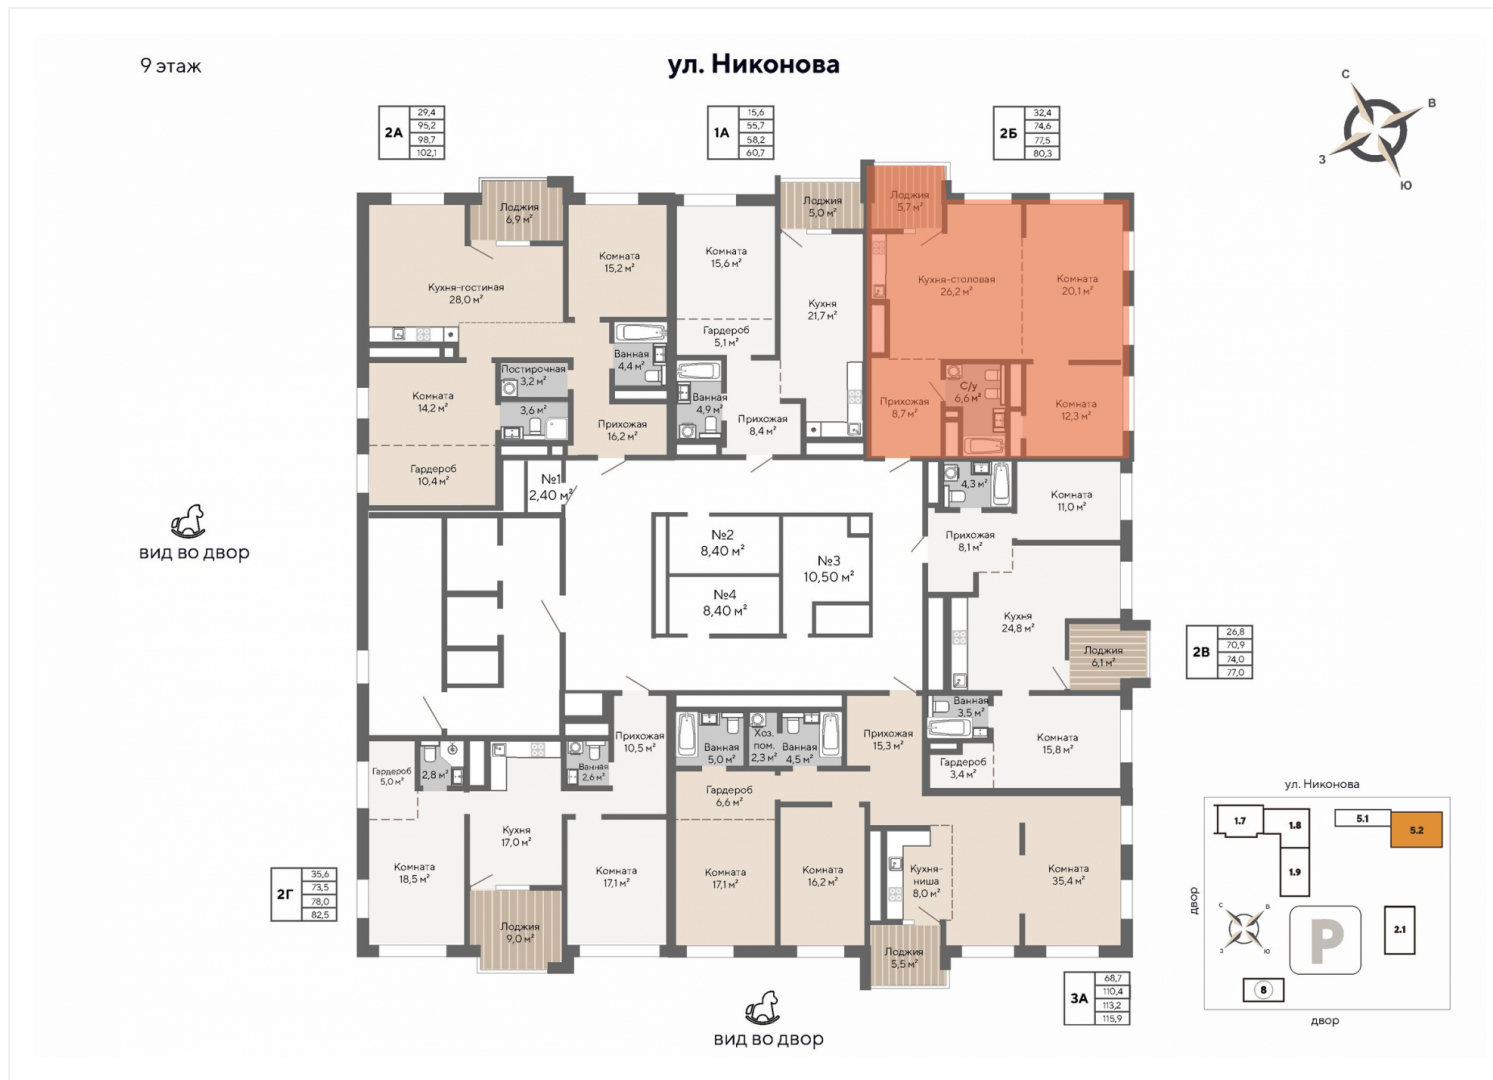 9 этаж
ул. Никонова
2А
29,4
95,2
98,7
102,1
1А
15,6
55,7
58,2
60,7
2Б
32,4
74,6
77,5
80,3
С
В
З
Ю
Лоджия
6,9 м²
Комната
15,2 м²
Кухня-гостиная
28,0 м²
Ванная
4,4 м²
Постирочная
3,2 м²
3,6 м²
Комната
14,2 м²
Гардероб
10,4 м²
Прихожая
16,2 м²
Комната
15,6 м²
Гардероб
5,1 м²
Лоджия
5,0 м²
Кухня
21,7 м²
Ванная
4,9 м²
Прихожая
8,4 м²
Лоджия
5,7 м²
Кухня-столовая
26,2 м²
Комната
20,1 м²
Прихожая
8,7 м²
С/у
6,6 м²
Комната
12,3 м²
№1
2,40 м²
№2
8,40 м²
№3
10,50 м²
№4
8,40 м²
4,3 м²
Комната
11,0 м²
Прихожая
8,1 м²
Кухня
24,8 м²
Лоджия
6,1 м²
Ванная
3,5 м²
Комната
15,8 м²
Гардероб
3,4 м²
2В
26,8
70,9
74,0
77,0
вид во двор
Гардероб
5,0 м²
2,8 м²
Ванная
2,6 м²
Прихожая
10,5 м²
Кухня
17,0 м²
Комната
18,5 м²
Комната
17,1 м²
Лоджия
9,0 м²
2Г
35,6
73,5
78,0
82,5
Ванная
5,0 м²
Хоз.
пом.
2,3 м²
Ванная
4,5 м²
Прихожая
15,3 м²
Гардероб
6,6 м²
Комната
17,1 м²
Комната
16,2 м²
Кухня-
ниша
8,0 м²
Комната
35,4 м²
Лоджия
5,5 м²
3А
68,7
110,4
113,2
115,9
вид во двор
ул. Никонова
1.7
1.8
1.9
5.1
5.2
2.1
8
P
С
В
З
Ю
двор
двор